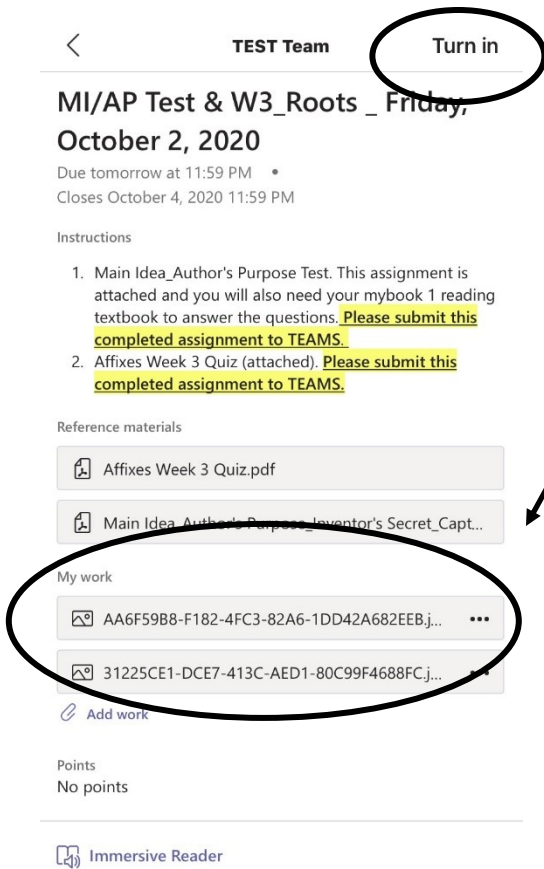 TEST Team
Turn in
MI/AP Test & W3_Roots _ Friday,
October 2, 2020
Due tomorrow at 11:59 PM •
Closes October 4, 2020 11:59 PM
Instructions
1. Main Idea_Author's Purpose Test. This assignment is
attached and you will also need your mybook 1 reading
textbook to answer the questions. Please submit this
completed assignment to TEAMS.
2. Affixes Week 3 Quiz (attached). Please submit this
completed assignment to TEAMS.
Reference materials
Affixes Week 3 Quiz.pdf
Main Idea_Author's Purpose_Inventor's Secret_Capt...
My work
AA6F59B8-F182-4FC3-82A6-1DD42A682EEB.j...
31225CE1-DCE7-413C-AED1-80C99F4688FC.j...
Add work
Points
No points
Immersive Reader